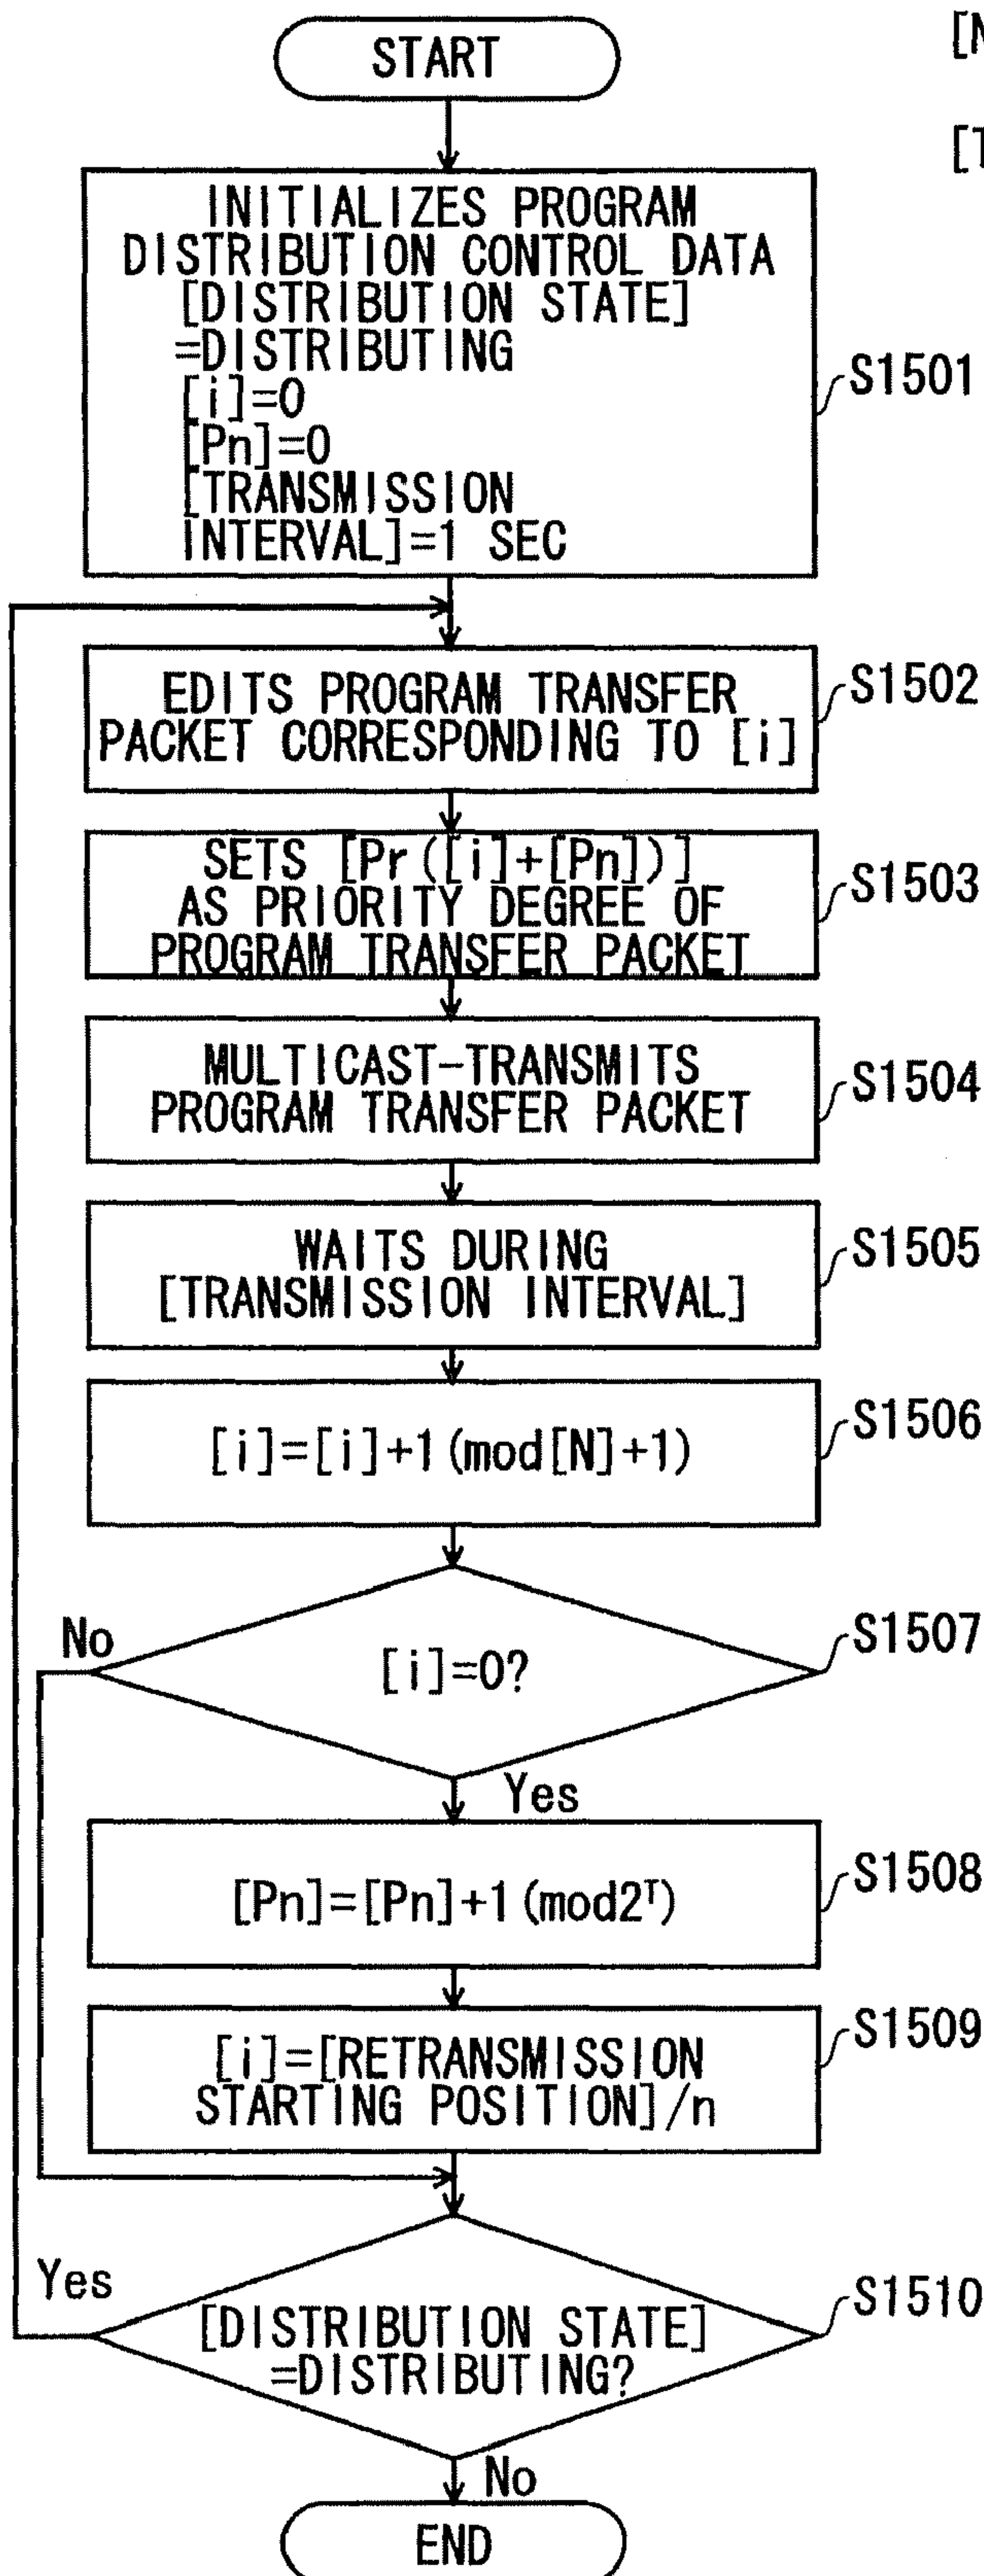 START
[N
[T
INITIALIZES PROGRAM
DISTRIBUTION CONTROL DATA
[DISTRIBUTION STATE]
=DISTRIBUTING
[i]=0
[Pn]=0
[TRANSMISSION
INTERVAL]=1 SEC
S1501
EDITS PROGRAM TRANSFER
PACKET CORRESPONDING TO [i]
S1502
SETS [Pr([i]+[Pn])]
AS PRIORITY DEGREE OF
PROGRAM TRANSFER PACKET
S1503
MULTICAST-TRANSMITS
PROGRAM TRANSFER PACKET
S1504
WAITS DURING
[TRANSMISSION INTERVAL]
S1505
[i]=[i]+1(mod[N]+1)
S1506
No
[i]=0?
S1507
Yes
[Pn]=[Pn]+1(mod2ᵀ)
S1508
[i]=[RETRANSMISSION
STARTING POSITION]/n
S1509
Yes
[DISTRIBUTION STATE]
=DISTRIBUTING?
S1510
No
END